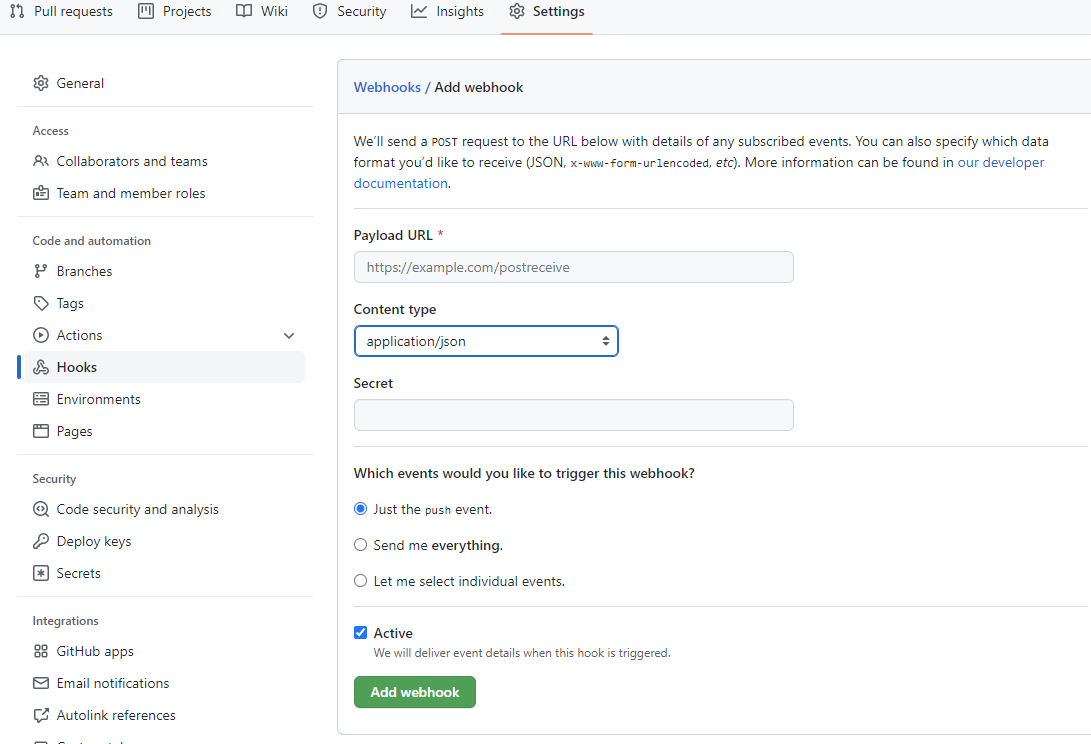 Pull requests
Projects
Wiki
Security
Insights
Settings
General
Access
Collaborators and teams
Team and member roles
Code and automation
Branches
Tags
Actions
Hooks
Environments
Pages
Security
Code security and analysis
Deploy keys
Secrets
Integrations
GitHub apps
Email notifications
Autolink references
Webhooks / Add webhook
We'll send a POST request to the URL below with details of any subscribed events. You can also specify which data
format you'd like to receive (JSON, x-www-form-urlencoded, etc). More information can be found in our developer
documentation.
Payload URL *
https://example.com/postreceive
Content type
application/json
Secret
Which events would you like to trigger this webhook?
Just the push event.
Send me everything.
Let me select individual events.
Active
We will deliver event details when this hook is triggered.
Add webhook